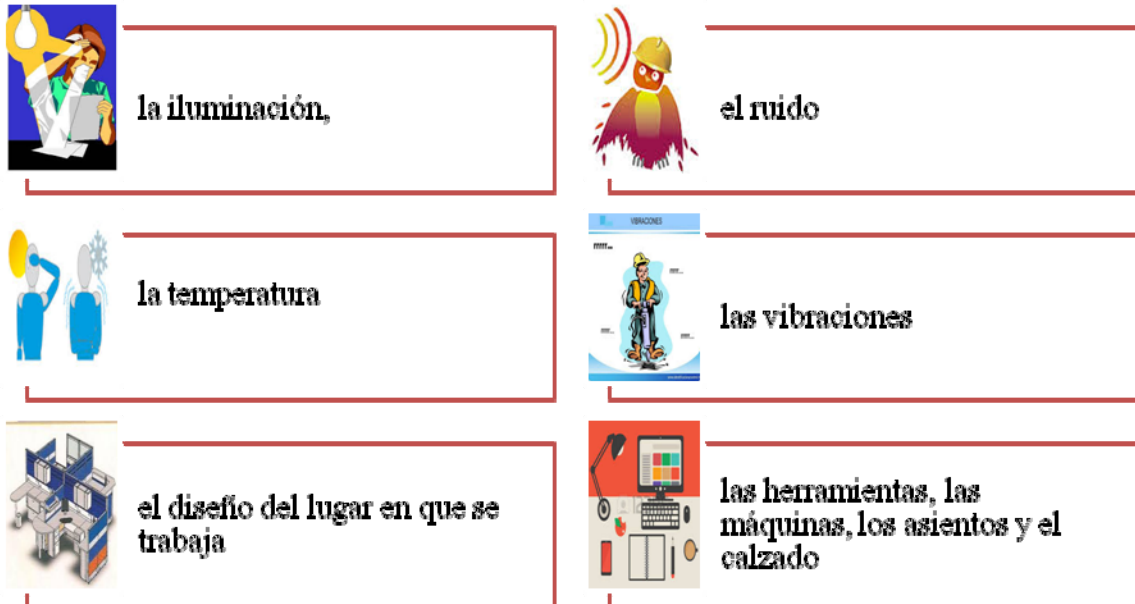 la iluminación,
el ruido
la temperatura
VIBRACIONES
las vibraciones
el diseño del lugar en que se
trabaja
las herramientas, las
máquinas, los asientos y el
calzado